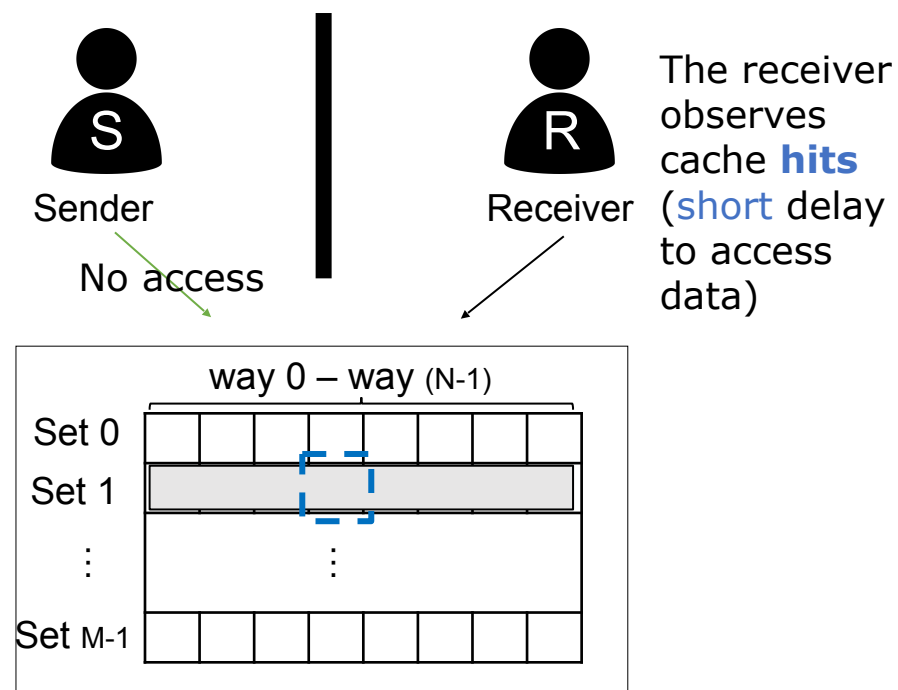 S
R
Sender
Receiver
The receiver
observes
cache hits
(short delay
to access
data)
No access
way 0 – way (N-1)
Set 0
Set 1
⋮
⋮
Set M-1